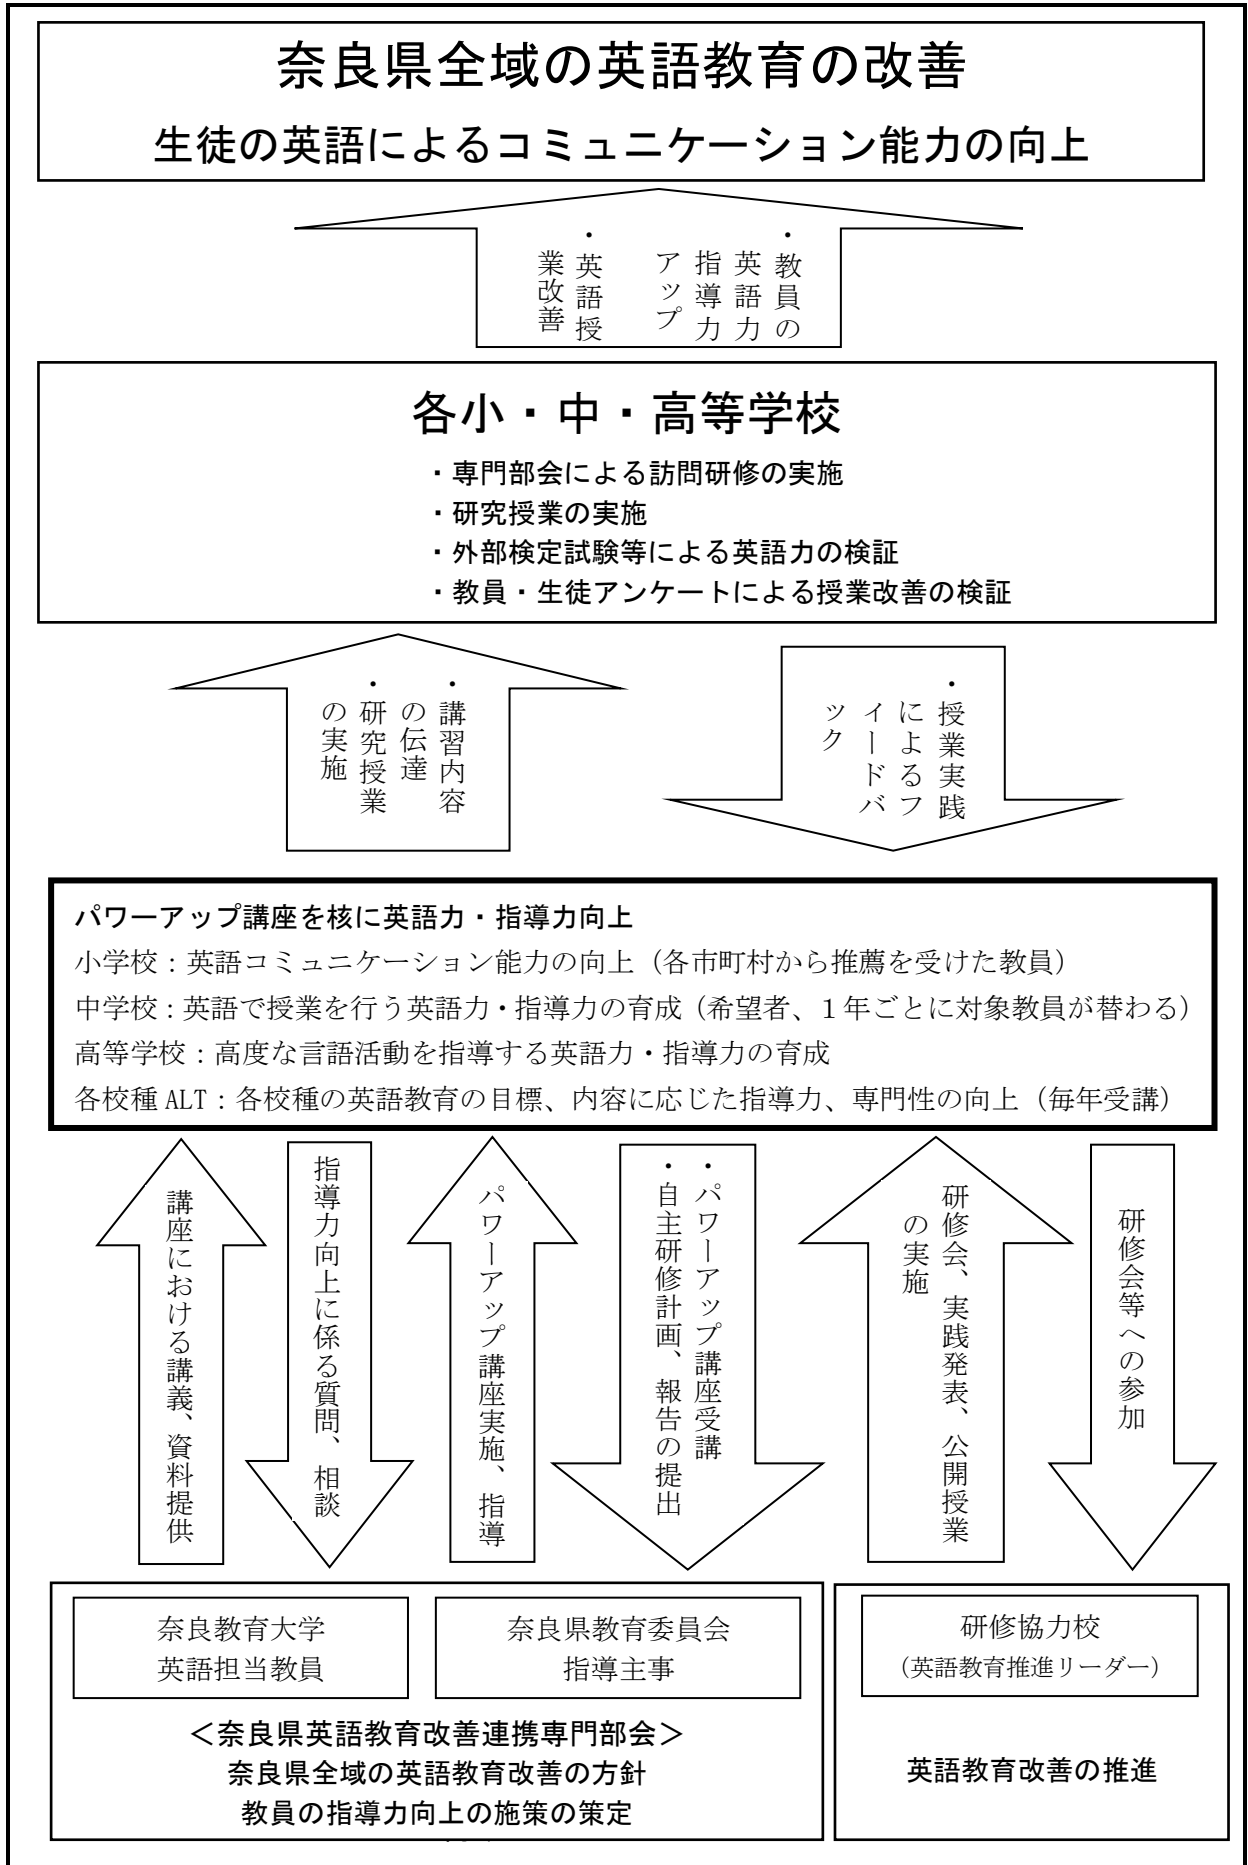 奈良県全域の英語教育の改善
生徒の英語によるコミュニケーション能力の向上
・教員の
英語力
指導力
アップ
・英語授
業改善
各小・中・高等学校
・専門部会による訪問研修の実施
・研究授業の実施
・外部検定試験等による英語力の検証
・教員・生徒アンケートによる授業改善の検証
・講習内容
の伝達
・研究授業
の実施
・授業実践
によるフ
ィードバ
ック
パワーアップ講座を核に英語力・指導力向上
小学校：英語コミュニケーション能力の向上（各市町村から推薦を受けた教員）
中学校：英語で授業を行う英語力・指導力の育成（希望者、１年ごとに対象教員が替わる）
高等学校：高度な言語活動を指導する英語力・指導力の育成
各校種 ALT：各校種の英語教育の目標、内容に応じた指導力、専門性の向上（毎年受講）
講座における講義、資料提供
指導力向上に係る質問、相談
パワーアップ講座実施、指導
・パワーアップ講座受講
・自主研修計画、報告の提出
研修会、実践発表、公開授業
の実施
研修会等への参加
奈良教育大学
英語担当教員
奈良県教育委員会
指導主事
＜奈良県英語教育改善連携専門部会＞
奈良県全域の英語教育改善の方針
教員の指導力向上の施策の策定
研修協力校
（英語教育推進リーダー）
英語教育改善の推進